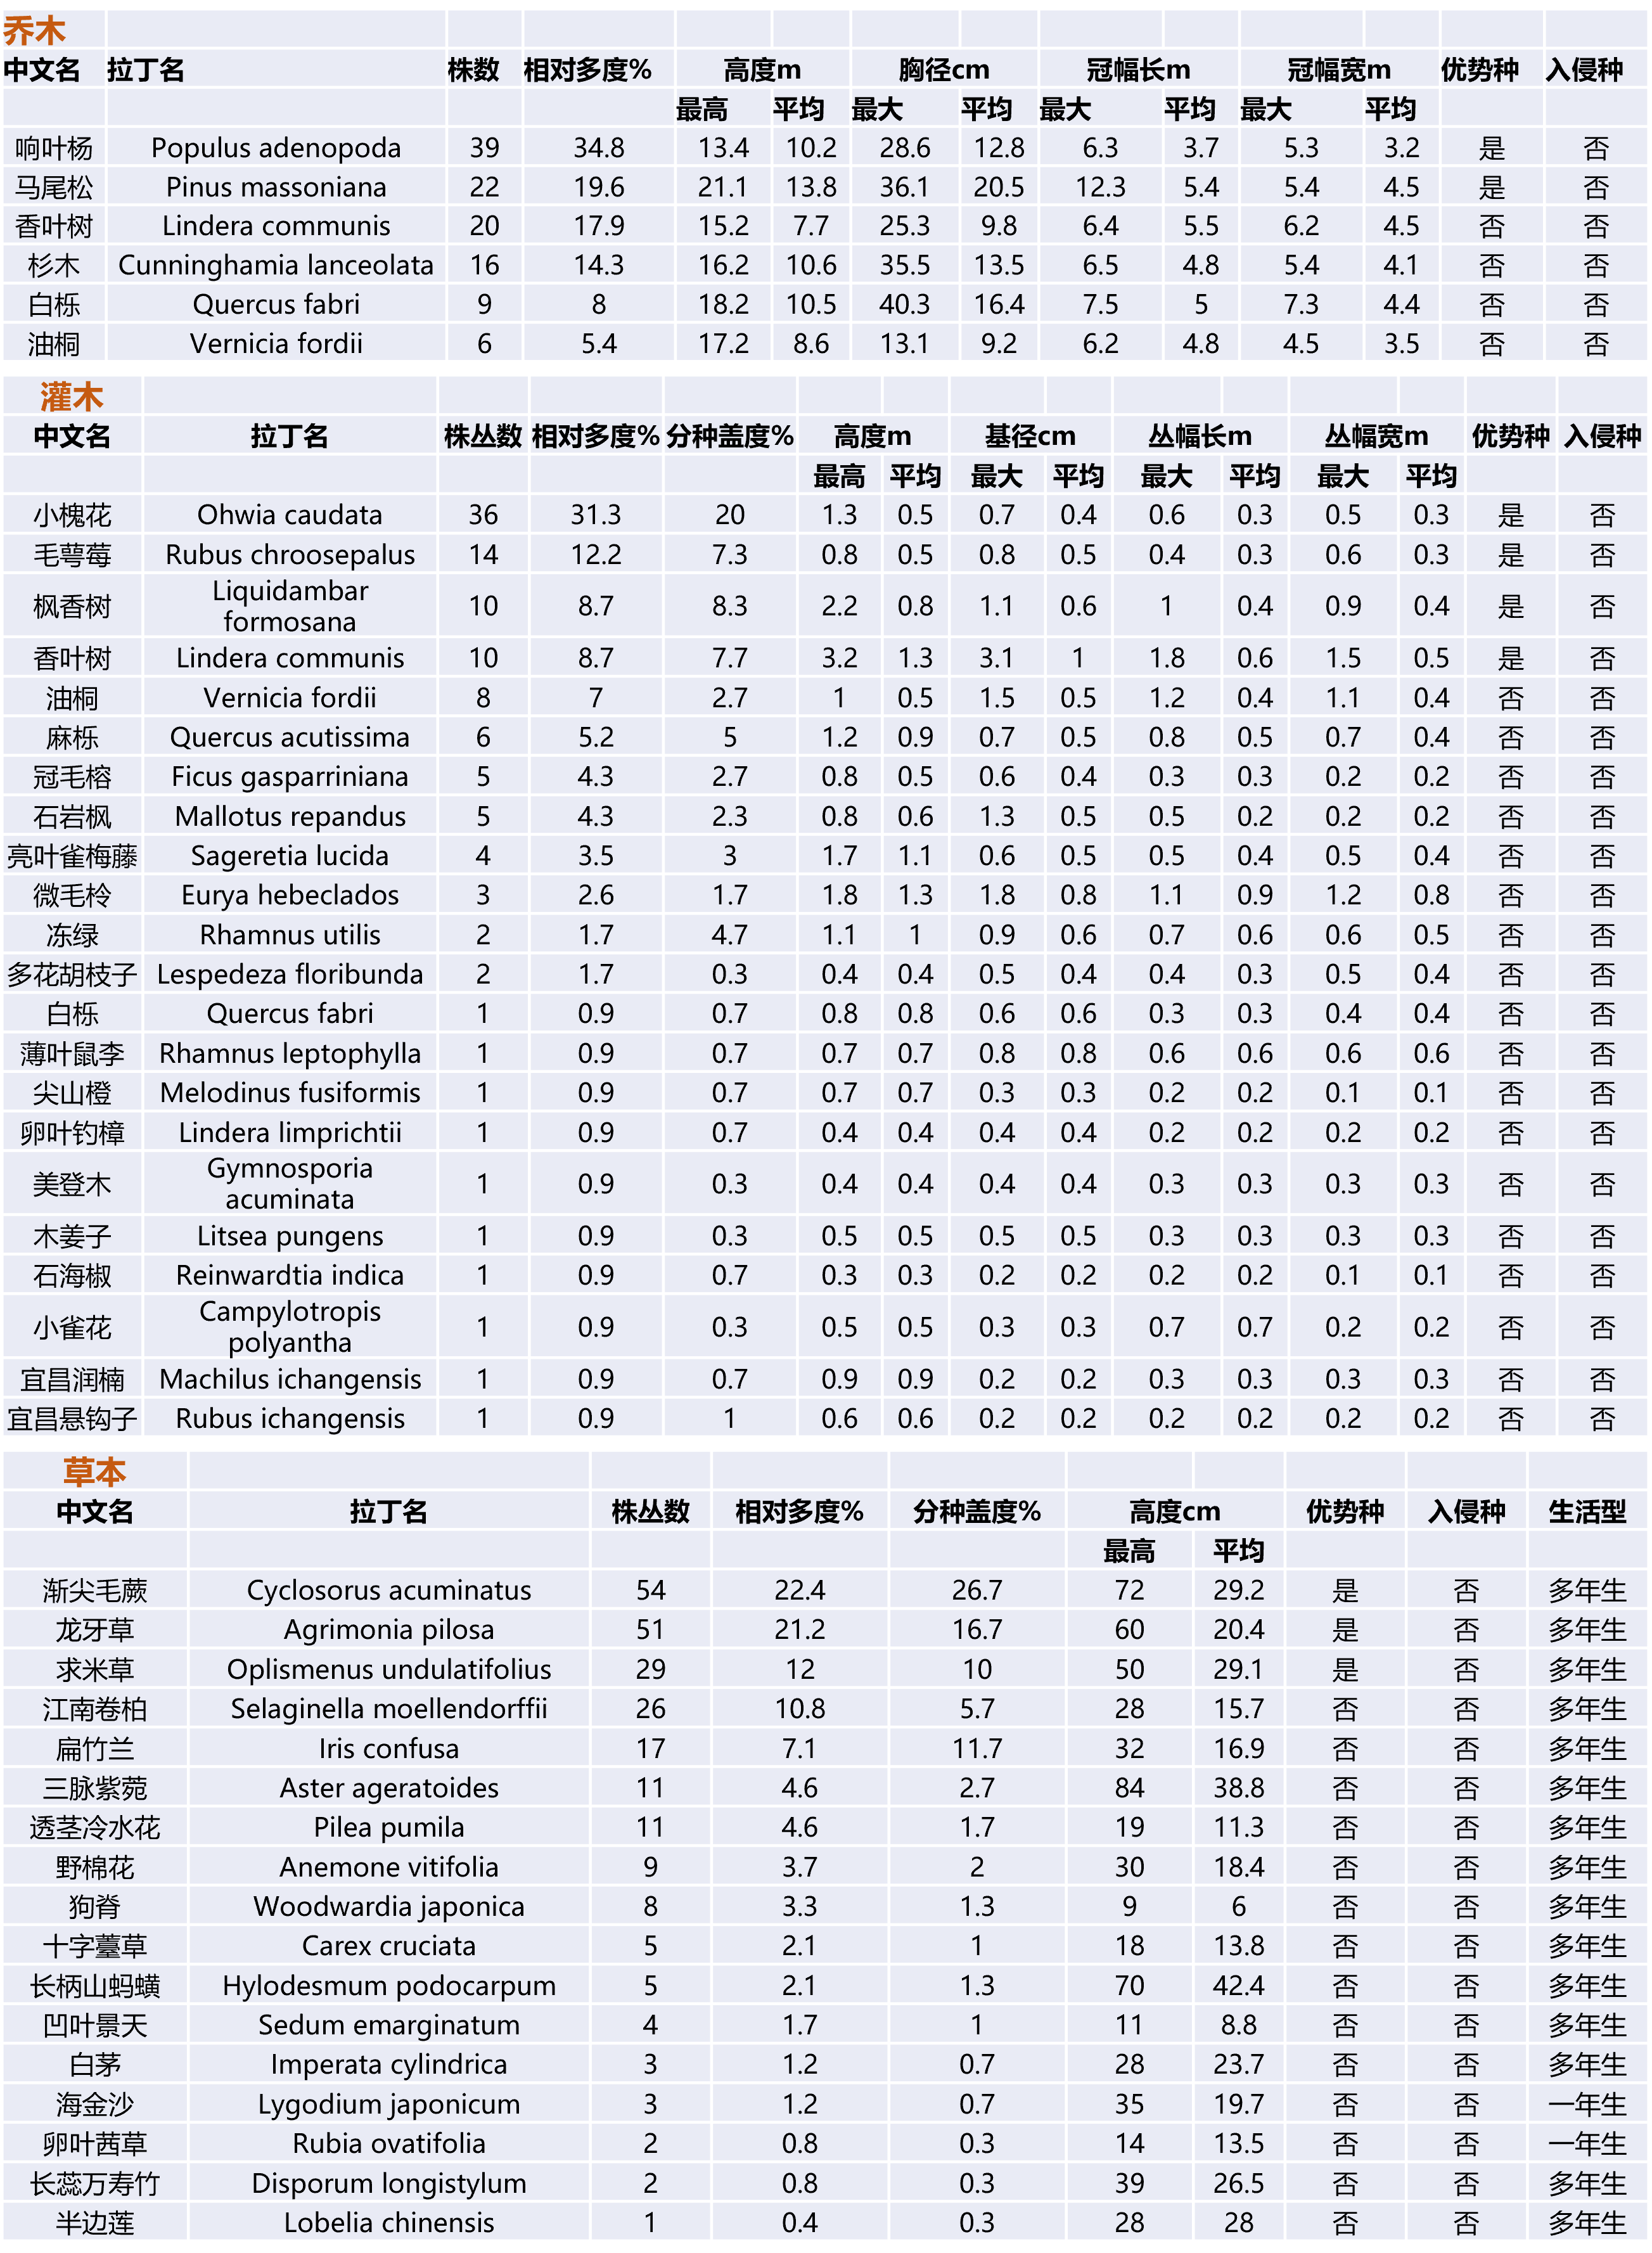 乔木
中文名 拉丁名 株数 相对多度% 高度m 胸径cm 冠幅长m 冠幅宽m 优势种 入侵种
最高 平均 最大 平均 最大 平均 最大 平均
响叶杨 Populus adenopoda 39 34.8 13.4 10.2 28.6 12.8 6.3 3.7 5.3 3.2 是 否
马尾松 Pinus massoniana 22 19.6 21.1 13.8 36.1 20.5 12.3 5.4 5.4 4.5 是 否
香叶树 Lindera communis 20 17.9 15.2 7.7 25.3 9.8 6.4 5.5 6.2 4.5 否 否
杉木 Cunninghamia lanceolata 16 14.3 16.2 10.6 35.5 13.5 6.5 4.8 5.4 4.1 否 否
白栎 Quercus fabri 9 8 18.2 10.5 40.3 16.4 7.5 5 7.3 4.4 否 否
油桐 Vernicia fordii 6 5.4 17.2 8.6 13.1 9.2 6.2 4.8 4.5 3.5 否 否
灌木
中文名 拉丁名 株丛数 相对多度% 分种盖度% 高度m 基径cm 丛幅长m 丛幅宽m 优势种 入侵种
最高 平均 最大 平均 最大 平均 最大 平均
小槐花 Ohwia caudata 36 31.3 20 1.3 0.5 0.7 0.4 0.6 0.3 0.5 0.3 是 否
毛萼莓 Rubus chroosepalus 14 12.2 7.3 0.8 0.5 0.8 0.5 0.4 0.3 0.6 0.3 是 否
枫香树 Liquidambar
formosana 10 8.7 8.3 2.2 0.8 1.1 0.6 1 0.4 0.9 0.4 是 否
香叶树 Lindera communis 10 8.7 7.7 3.2 1.3 3.1 1 1.8 0.6 1.5 0.5 是 否
油桐 Vernicia fordii 8 7 2.7 1 0.5 1.5 0.5 1.2 0.4 1.1 0.4 否 否
麻栎 Quercus acutissima 6 5.2 5 1.2 0.9 0.7 0.5 0.8 0.5 0.7 0.4 否 否
冠毛榕 Ficus gasparriniana 5 4.3 2.7 0.8 0.5 0.6 0.4 0.3 0.3 0.2 0.2 否 否
石岩枫 Mallotus repandus 5 4.3 2.3 0.8 0.6 1.3 0.5 0.5 0.2 0.2 0.2 否 否
亮叶雀梅藤 Sageretia lucida 4 3.5 3 1.7 1.1 0.6 0.5 0.5 0.4 0.5 0.4 否 否
微毛柃 Eurya hebeclados 3 2.6 1.7 1.8 1.3 1.8 0.8 1.1 0.9 1.2 0.8 否 否
冻绿 Rhamnus utilis 2 1.7 4.7 1.1 1 0.9 0.6 0.7 0.6 0.6 0.5 否 否
多花胡枝子 Lespedeza floribunda 2 1.7 0.3 0.4 0.4 0.5 0.4 0.4 0.3 0.5 0.4 否 否
白栎 Quercus fabri 1 0.9 0.7 0.8 0.8 0.6 0.6 0.3 0.3 0.4 0.4 否 否
薄叶鼠李 Rhamnus leptophylla 1 0.9 0.7 0.7 0.7 0.8 0.8 0.6 0.6 0.6 0.6 否 否
尖山橙 Melodinus fusiformis 1 0.9 0.7 0.7 0.7 0.3 0.3 0.2 0.2 0.1 0.1 否 否
卵叶钓樟 Lindera limprichtii 1 0.9 0.7 0.4 0.4 0.4 0.4 0.2 0.2 0.2 0.2 否 否
美登木 Gymnosporia
acuminata 1 0.9 0.3 0.4 0.4 0.4 0.4 0.3 0.3 0.3 0.3 否 否
木姜子 Litsea pungens 1 0.9 0.3 0.5 0.5 0.5 0.5 0.3 0.3 0.3 0.3 否 否
石海椒 Reinwardtia indica 1 0.9 0.7 0.3 0.3 0.2 0.2 0.2 0.2 0.1 0.1 否 否
小雀花 Campylotropis
polyantha 1 0.9 0.3 0.5 0.5 0.3 0.3 0.7 0.7 0.2 0.2 否 否
宜昌润楠 Machilus ichangensis 1 0.9 0.7 0.9 0.9 0.2 0.2 0.3 0.3 0.3 0.3 否 否
宜昌悬钩子 Rubus ichangensis 1 0.9 1 0.6 0.6 0.2 0.2 0.2 0.2 0.2 0.2 否 否
草本
中文名 拉丁名 株丛数 相对多度% 分种盖度% 高度cm 优势种 入侵种 生活型
最高 平均
渐尖毛蕨 Cyclosorus acuminatus 54 22.4 26.7 72 29.2 是 否 多年生
龙牙草 Agrimonia pilosa 51 21.2 16.7 60 20.4 是 否 多年生
求米草 Oplismenus undulatifolius 29 12 10 50 29.1 是 否 多年生
江南卷柏 Selaginella moellendorffii 26 10.8 5.7 28 15.7 否 否 多年生
扁竹兰 Iris confusa 17 7.1 11.7 32 16.9 否 否 多年生
三脉紫菀 Aster ageratoides 11 4.6 2.7 84 38.8 否 否 多年生
透茎冷水花 Pilea pumila 11 4.6 1.7 19 11.3 否 否 多年生
野棉花 Anemone vitifolia 9 3.7 2 30 18.4 否 否 多年生
狗脊 Woodwardia japonica 8 3.3 1.3 9 6 否 否 多年生
十字薹草 Carex cruciata 5 2.1 1 18 13.8 否 否 多年生
长柄山蚂蟥 Hylodesmum podocarpum 5 2.1 1.3 70 42.4 否 否 多年生
凹叶景天 Sedum emarginatum 4 1.7 1 11 8.8 否 否 多年生
白茅 Imperata cylindrica 3 1.2 0.7 28 23.7 否 否 多年生
海金沙 Lygodium japonicum 3 1.2 0.7 35 19.7 否 否 一年生
卵叶茜草 Rubia ovatifolia 2 0.8 0.3 14 13.5 否 否 一年生
长蕊万寿竹 Disporum longistylum 2 0.8 0.3 39 26.5 否 否 多年生
半边莲 Lobelia chinensis 1 0.4 0.3 28 28 否 否 多年生